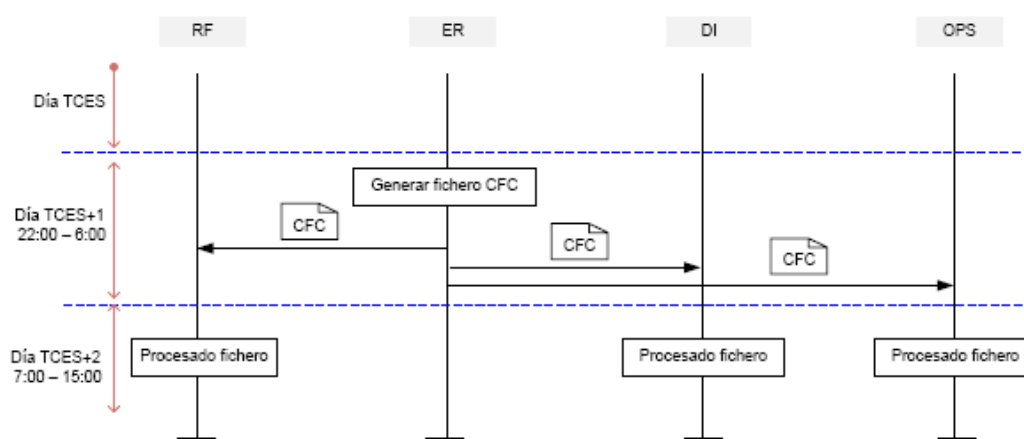 RF
ER
DI
OPS
Día TCES
Generar fichero CFC
Día TCES+1
22:00 – 6:00
CFC
CFC
CFC
Día TCES+2
7:00 – 15:00
Procesado fichero
Procesado fichero
Procesado fichero